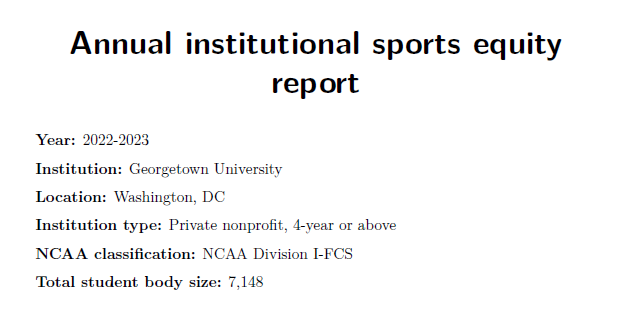 Annual institutional sports equity
report
Year: 2022-2023
Institution: Georgetown University
Location: Washington, DC
Institution type: Private nonprofit, 4-year or above
NCAA classification: NCAA Division I-FCS
Total student body size: 7,148